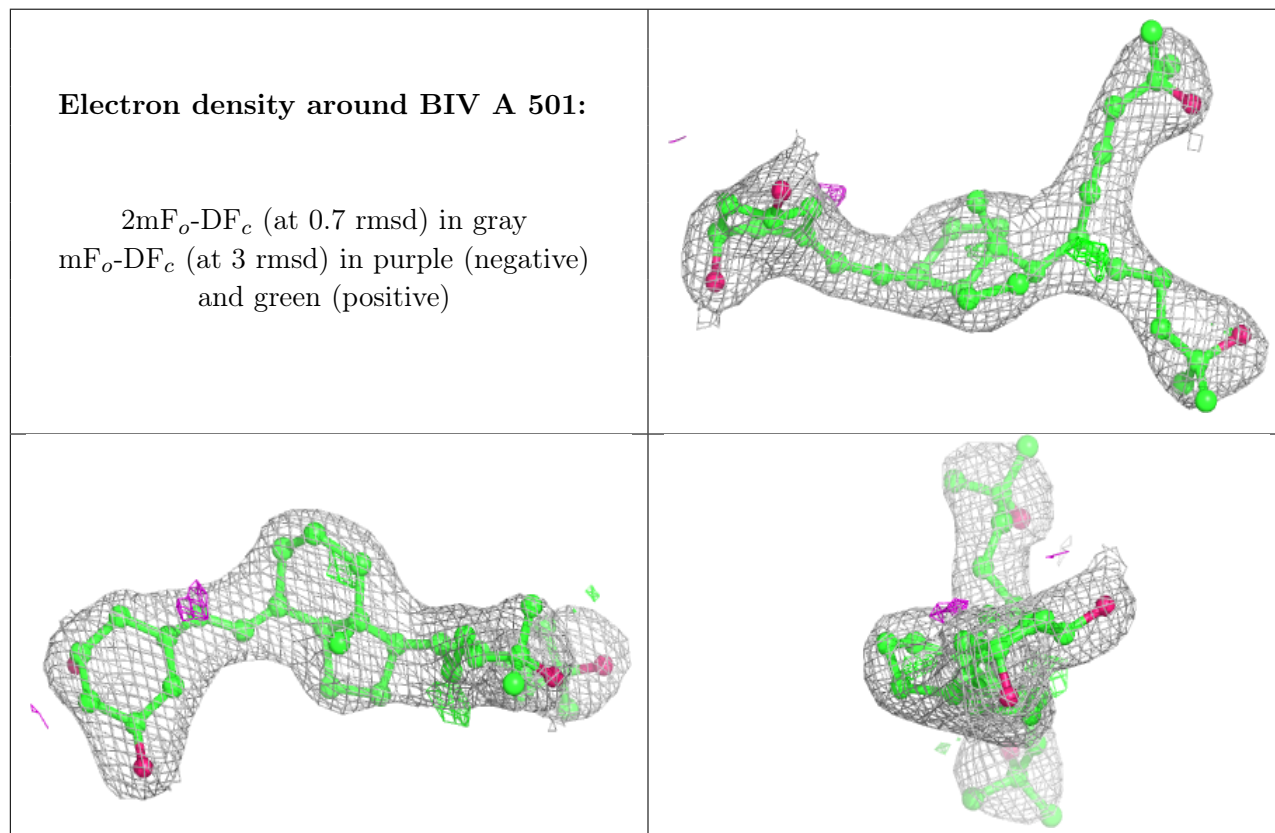 Electron density around BIV A 501:
2mFo-DFc (at 0.7 rmsd) in gray
mFo-DFc (at 3 rmsd) in purple (negative)
and green (positive)